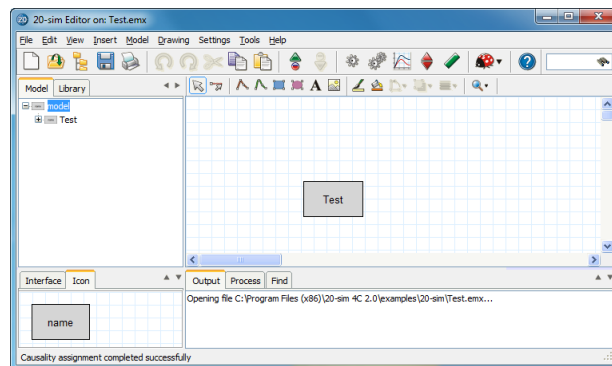 20-sim Editor on: Test.emx
File Edit View Insert Model Drawing Settings Tools Help
Model Library
model
Test
Test
Interface Icon
name
Output Process Find
Opening file C:\Program Files (x86)\20-sim 4C 2.0\examples\20-sim\Test.emx...
Causality assignment completed successfully